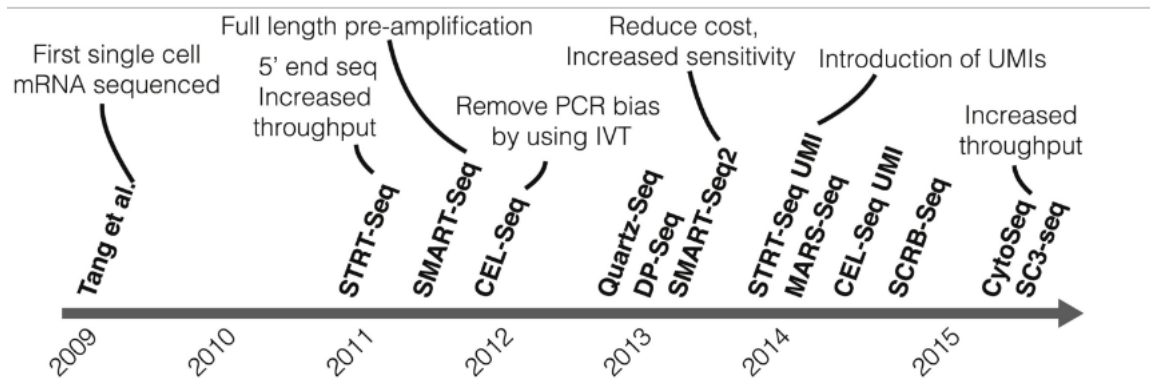 First single cell
mRNA sequenced
Full length pre-amplification
5' end seq
Increased
throughput
Remove PCR bias
by using IVT
Reduce cost,
Increased sensitivity
Introduction of UMIs
Increased
throughput
Tang et al.
STRT-Seq
SMART-Seq
CEL-Seq
Quartz-Seq
DP-Seq
SMART-Seq2
STRT-Seq UMI
MARS-Seq
CEL-Seq UMI
SCRB-Seq
CytoSeq
SC3-seq
2009
2010
2011
2012
2013
2014
2015